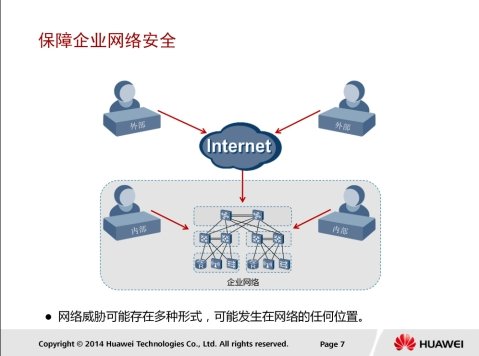 保障企业网络安全
外部
外部
Internet
内部
内部
企业网络
● 网络威胁可能存在多种形式，可能发生在网络的任何位置。
Copyright © 2014 Huawei Technologies Co., Ltd. All rights reserved.
Page 7
HUAWEI